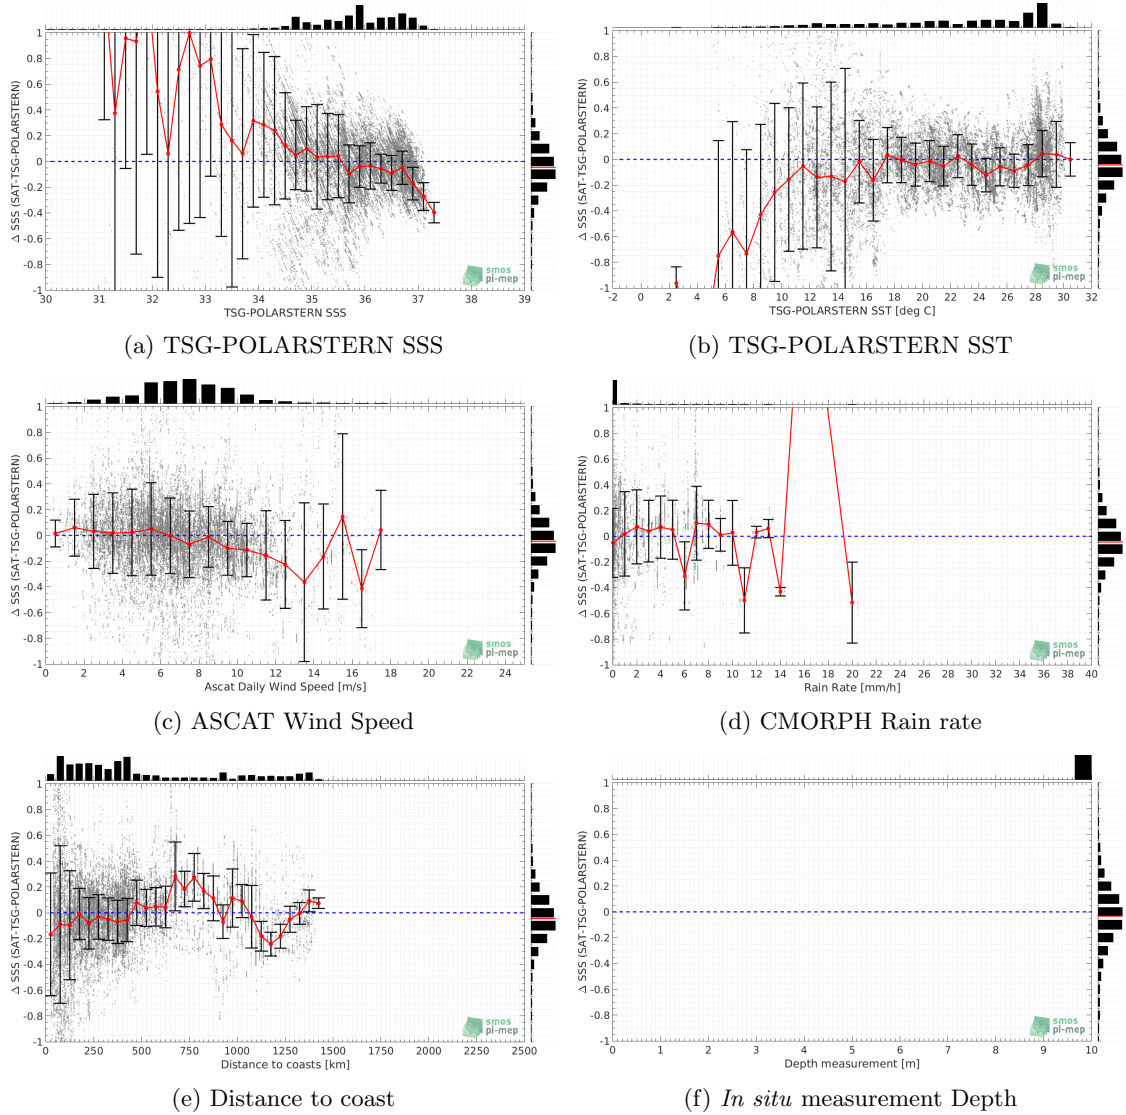 Δ SSS (SAT-TSG-POLARSTERN)
1
0.8
0.6
0.4
0.2
0
-0.2
-0.4
-0.6
-0.8
-1
30 31 32 33 34 35 36 37 38 39
TSG-POLARSTERN SSS
smos
pi-mep
(a) TSG-POLARSTERN SSS
Δ SSS (SAT-TSG-POLARSTERN)
1
0.8
0.6
0.4
0.2
0
-0.2
-0.4
-0.6
-0.8
-1
-2 0 2 4 6 8 10 12 14 16 18 20 22 24 26 28 30 32
TSG-POLARSTERN SST [deg C]
smos
pi-mep
(b) TSG-POLARSTERN SST
Δ SSS (SAT-TSG-POLARSTERN)
1
0.8
0.6
0.4
0.2
0
-0.2
-0.4
-0.6
-0.8
-1
0 2 4 6 8 10 12 14 16 18 20 22 24
Ascat Daily Wind Speed [m/s]
smos
pi-mep
(c) ASCAT Wind Speed
Δ SSS (SAT-TSG-POLARSTERN)
1
0.8
0.6
0.4
0.2
0
-0.2
-0.4
-0.6
-0.8
-1
0 2 4 6 8 10 12 14 16 18 20 22 24 26 28 30 32 34 36 38 40
Rain Rate [mm/h]
smos
pi-mep
(d) CMORPH Rain rate
Δ SSS (SAT-TSG-POLARSTERN)
1
0.8
0.6
0.4
0.2
0
-0.2
-0.4
-0.6
-0.8
-1
0 250 500 750 1000 1250 1500 1750 2000 2250 2500
Distance to coasts [km]
smos
pi-mep
(e) Distance to coast
Δ SSS (SAT-TSG-POLARSTERN)
1
0.8
0.6
0.4
0.2
0
-0.2
-0.4
-0.6
-0.8
-1
0 1 2 3 4 5 6 7 8 9 10
Depth measurement [m]
smos
pi-mep
(f) In situ measurement Depth